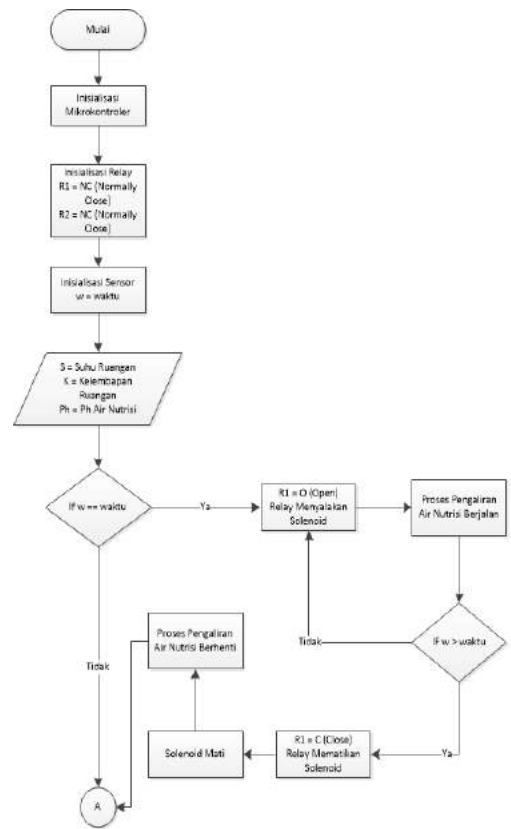 Mulai
Inisialisasi
Mikrokontroler
Inisialisasi Relay
R1 = NC (Normally
Close)
R2 = NC (Normally
Close)
Inisialisasi Sensor
w = waktu
S = Suhu Ruangan
K = Kelembapan
Ruangan
Ph = Ph Air Nutrisi
If w == waktu
Ya
R1 = O (Open)
Relay Menyalakan
Solenoid
Proses Pengaliran
Air Nutrisi Berjalan
IF w > waktu
Tidak
Ya
R1 = C (Close)
Relay Mematikan
Solenoid
Solenoid Mati
Proses Pengaliran
Air Nutrisi Berhenti
Tidak
A